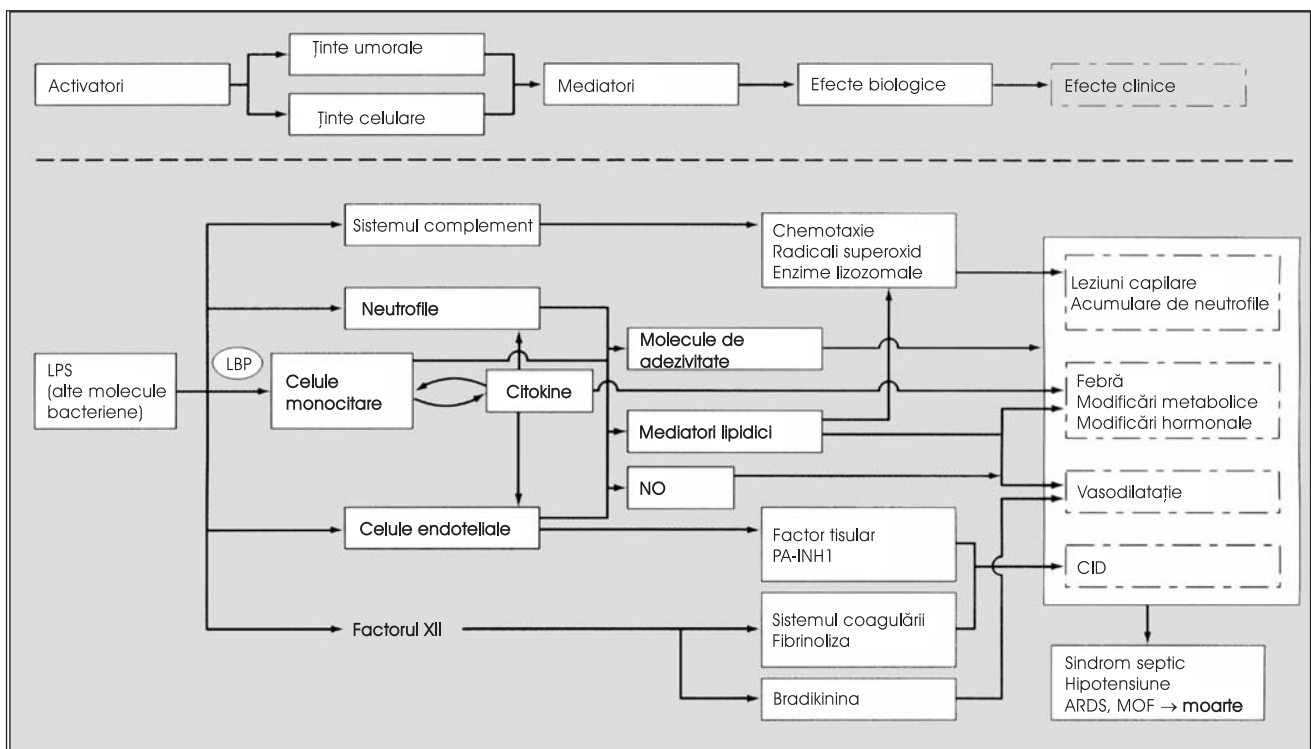 Ținte umorale
Activatori
Mediatori
Efecte biologice
Efecte clinice
Ținte celulare
Sistemul complement
Chemotaxie
Radicali superoxid
Enzime lizozomale
Leziuni capilare
Acumulare de neutrofile
Neutrofile
Molecule de
adezivitate
LPS
(alte molecule
bacteriene)
LBP
Celule
monocitare
Citokine
Febră
Modificări metabolice
Modificări hormonale
Mediatori lipidici
NO
Vasodilatație
Celule endoteliale
Factor tisular
PA-INH1
CID
Factorul XII
Sistemul coagulării
Fibrinoliza
Bradikinina
Sindrom septic
Hipotensiune
ARDS, MOF → moarte